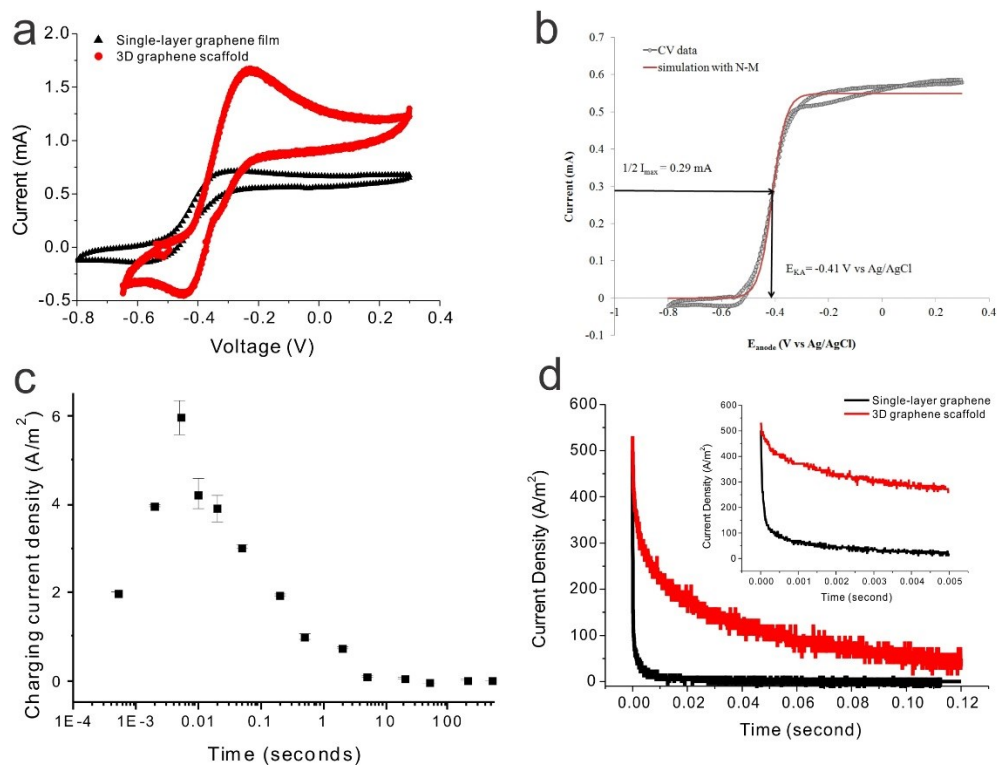 a
Single-layer graphene film
3D graphene scaffold
2.5
2.0
1.5
1.0
0.5
0.0
-0.5
Current (mA)
-0.8 -0.6 -0.4 -0.2 0.0 0.2 0.4
Voltage (V)
b
CV data
simulation with N-M
0.7
0.6
0.5
0.4
0.3
0.2
0.1
0
-0.1
Current (mA)
1/2 Imax = 0.29 mA
EKA= -0.41 V vs Ag/AgCl
-1 -0.8 -0.6 -0.4 -0.2 0 0.2 0.4
Eanode (V vs Ag/AgCl)
c
6
4
2
0
Charging current density (A/m²)
1E-4 1E-3 0.01 0.1 1 10 100
Time (seconds)
d
Single-layer graphene
3D graphene scaffold
600
500
400
300
200
100
0
Current Density (A/m²)
0.00 0.02 0.04 0.06 0.08 0.10 0.12
Time (second)
600
500
400
300
200
100
0
Current Density (A/m²)
0.000 0.001 0.002 0.003 0.004 0.005
Time (second)